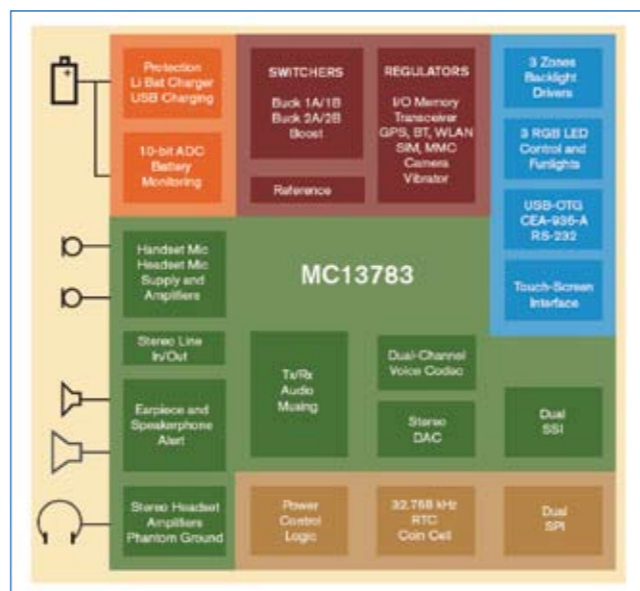 Protection
Li Bat Charger
USB Charging
10-bit ADC
Battery
Monitoring
SWITCHERS
Buck 1A/1B
Buck 2A/2B
Boost
Reference
REGULATORS
I/O Memory
Transceiver
GPS, BT, WLAN
SIM, MMC
Camera
Vibrator
3 Zones
Backlight
Drivers
3 RGB LED
Control and
Funlights
USB-OTG
CEA-936-A
RS-232
Touch-Screen
Interface
MC13783
Handset Mic
Headset Mic
Supply and
Amplifiers
Stereo Line
In/Out
Earpiece and
Speakerphone
Alert
Stereo Headset
Amplifiers
Phantom Ground
Tx/Rx
Audio
Muxing
Dual-Channel
Voice Codec
Stereo
DAC
Dual
SSI
Power
Control
Logic
32.768 kHz
RTC
Coin Cell
Dual
SPI